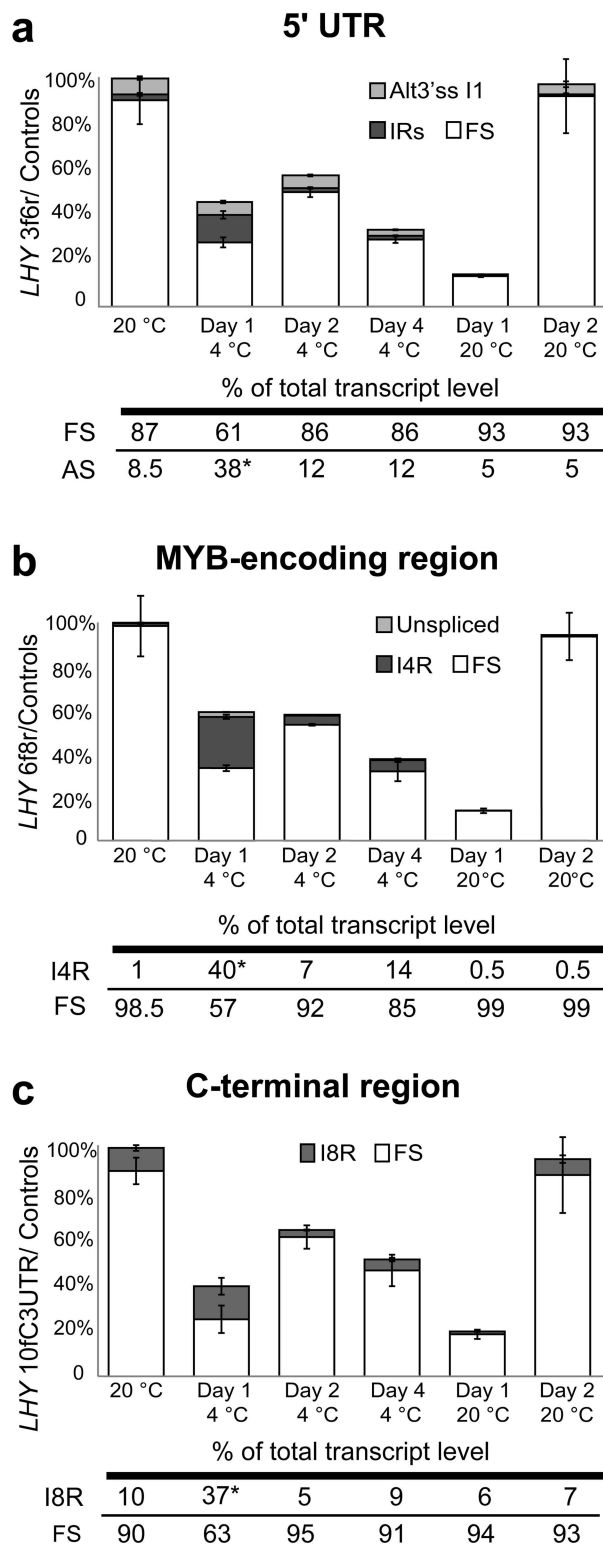 a 5' UTR
100%
80%
60%
40%
20%
0
LHY 3f6r/ Controls
Alt3'ss I1
IRs FS
20 °C Day 1 Day 2 Day 4 Day 1 Day 2
4 °C 4 °C 4 °C 20 °C 20 °C
% of total transcript level
FS 87 61 86 86 93 93
AS 8.5 38* 12 12 5 5
b MYB-encoding region
100%
80%
60%
40%
20%
0
LHY 6f8r/Controls
Unspliced
I4R FS
20 °C Day 1 Day 2 Day 4 Day 1 Day 2
4 °C 4 °C 4 °C 20°C 20°C
% of total transcript level
I4R 1 40* 7 14 0.5 0.5
FS 98.5 57 92 85 99 99
c C-terminal region
100%
80%
60%
40%
20%
0
LHY 10fC3UTR/ Controls
I8R FS
20 °C Day 1 Day 2 Day 4 Day 1 Day 2
4 °C 4 °C 4 °C 20 °C 20 °C
% of total transcript level
I8R 10 37* 5 9 6 7
FS 90 63 95 91 94 93